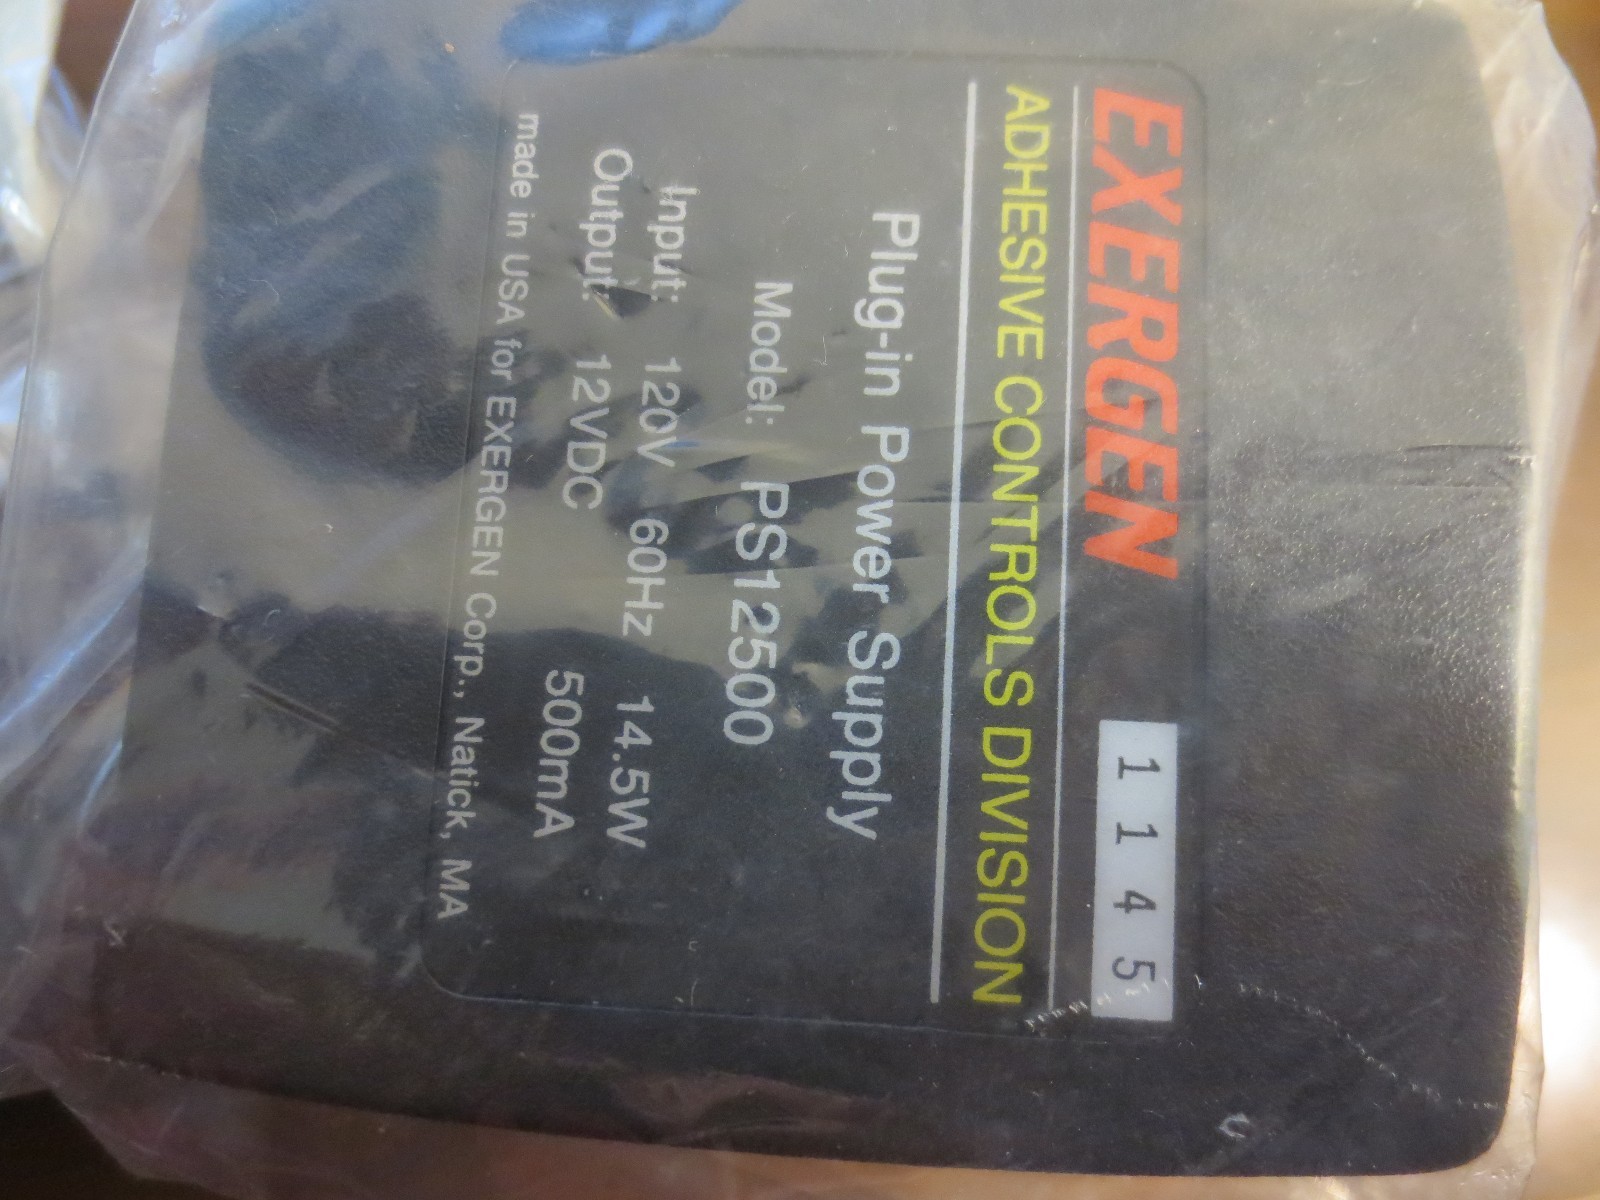 EXERGEN 1145
ADHESIVE CONTROLS DIVISION
Plug-in Power Supply
Model: PS12500
Input: 120V 60Hz 14.5W
Output: 12VDC 500mA
made in USA for EXERGEN Corp., Natick, MA